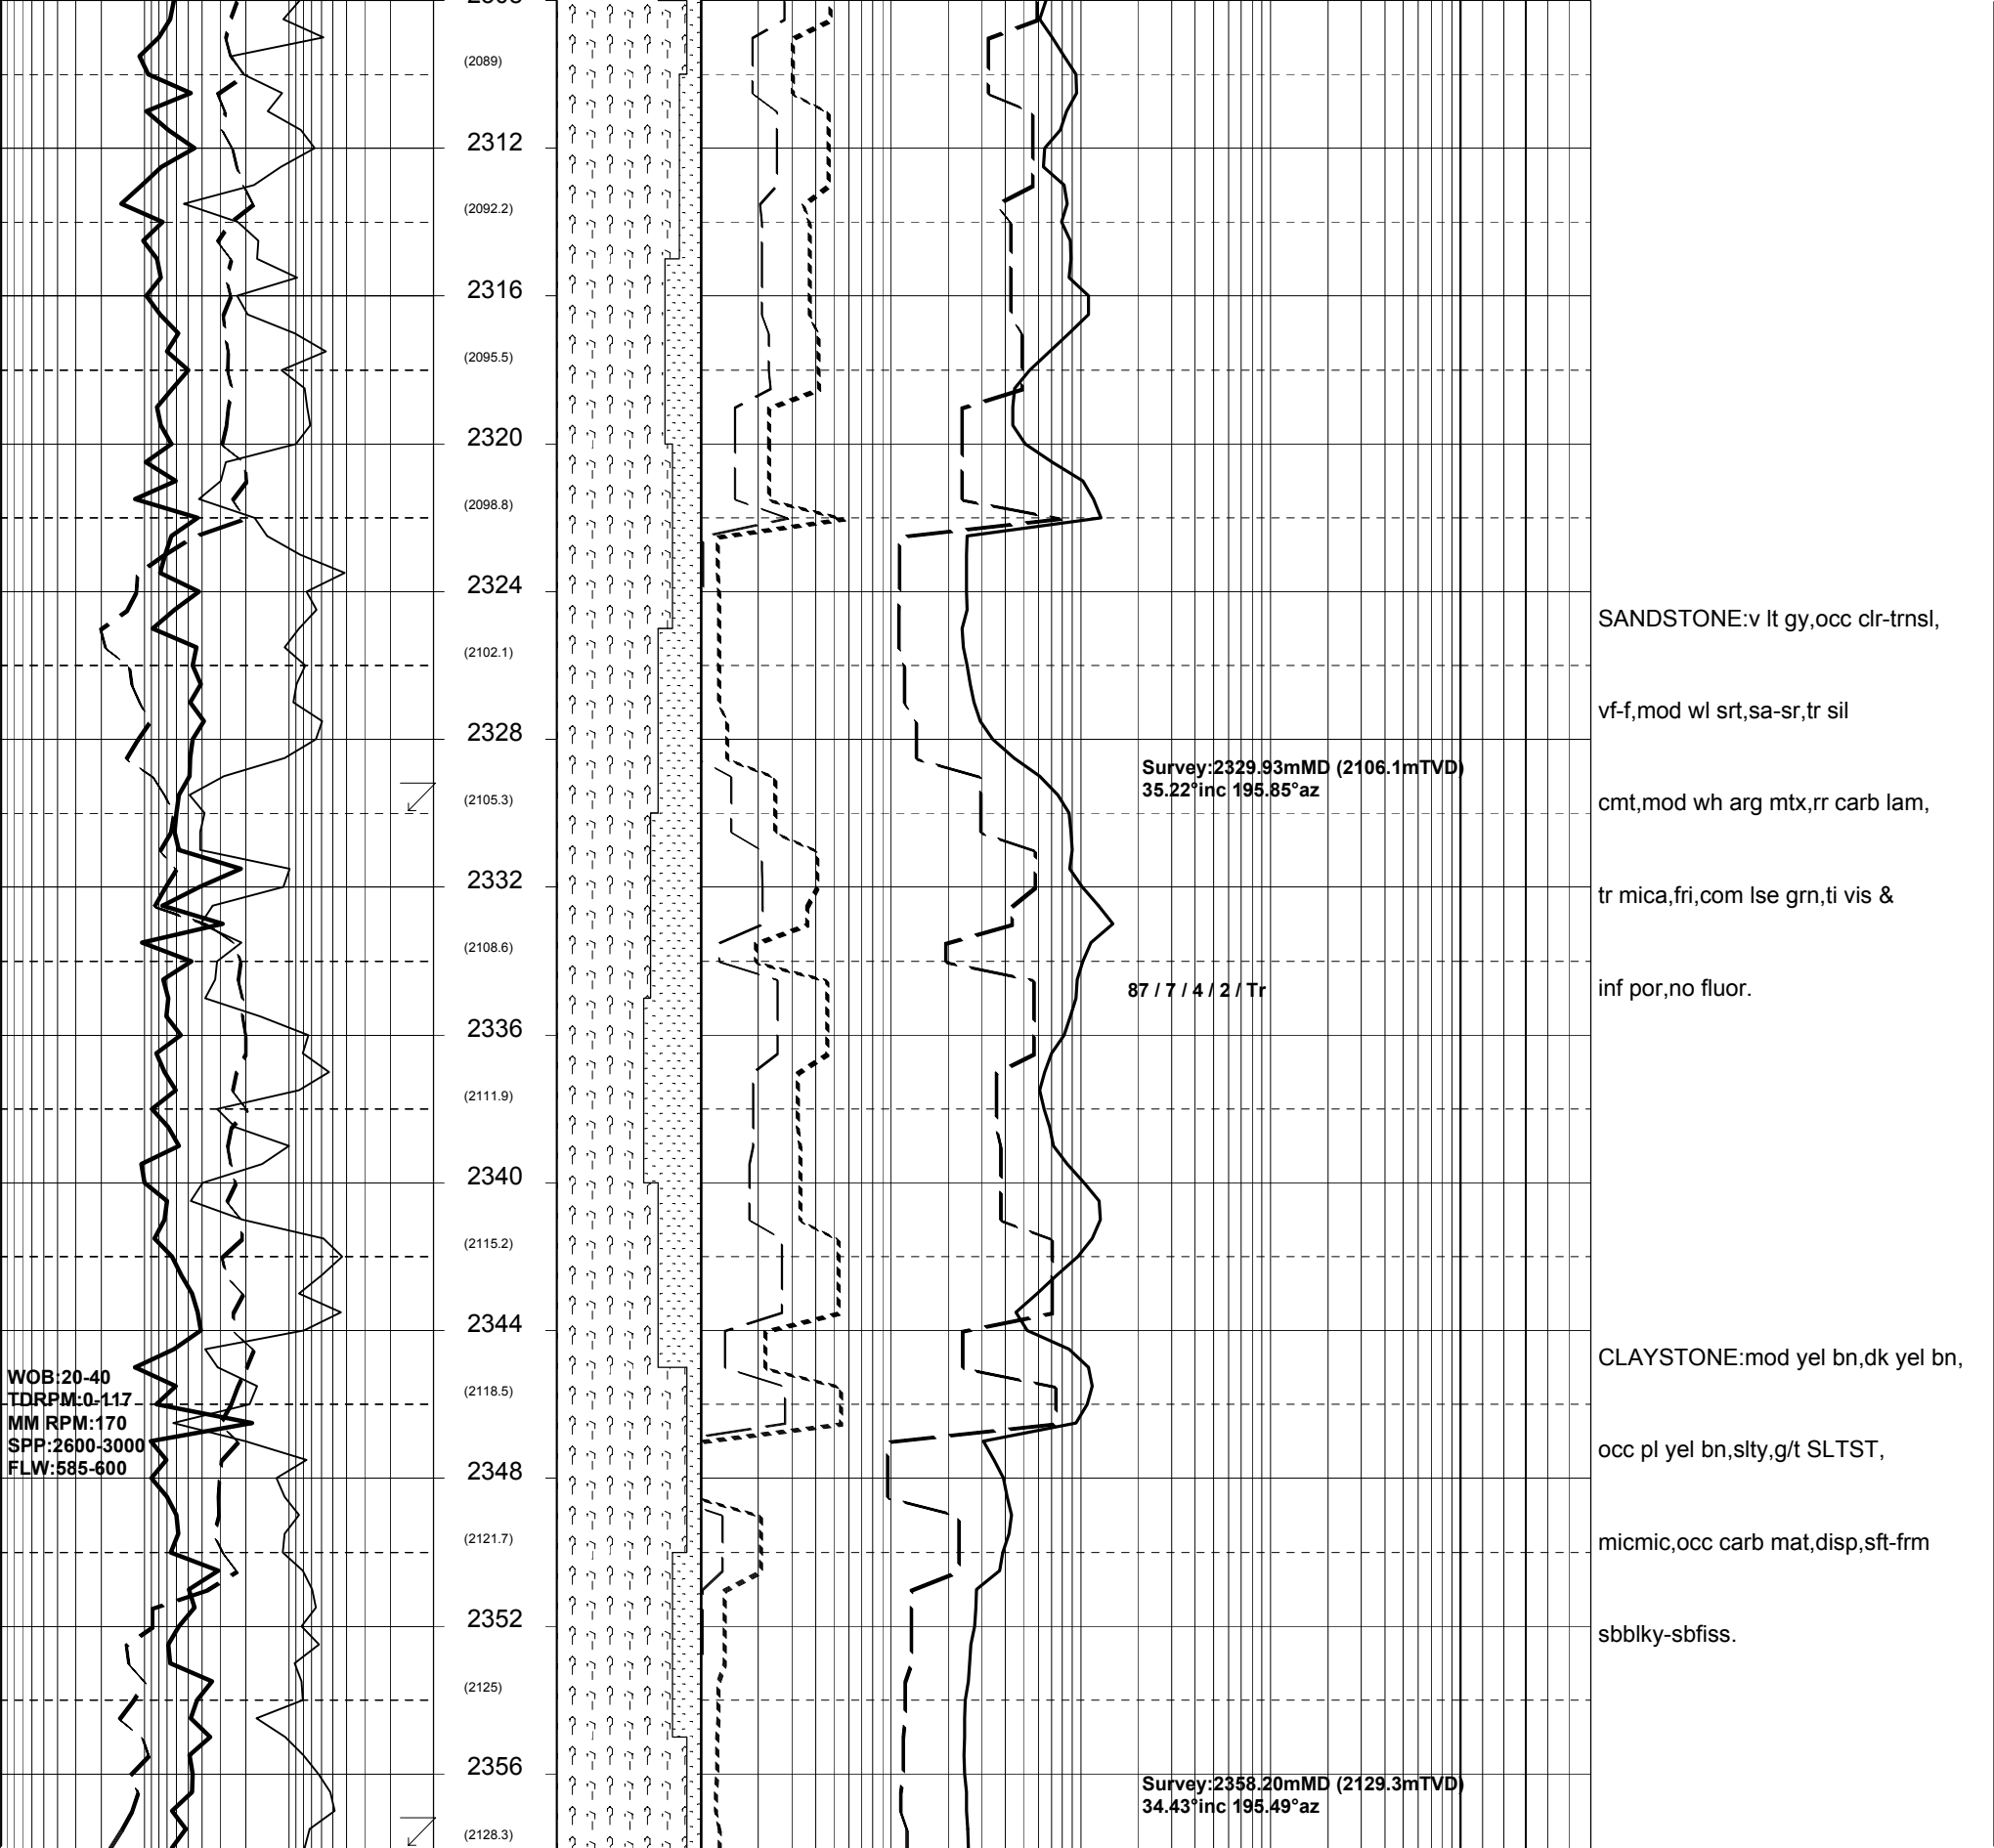 (2089)
2312
(2092.2)
2316
(2095.5)
2320
(2098.8)
2324
SANDSTONE:v lt gy,occ clr-trnsl,
(2102.1)
vf-f,mod wl srt,sa-sr,tr sil
2328
Survey:2329.93mMD (2106.1mTVD)
35.22°inc 195.85°az
(2105.3)
cmt,mod wh arg mtx,rr carb lam,
2332
tr mica,fri,com lse grn,ti vis &
(2108.6)
87 / 7 / 4 / 2 / Tr
inf por,no fluor.
2336
(2111.9)
2340
(2115.2)
2344
CLAYSTONE:mod yel bn,dk yel bn,
WOB:20-40
(2118.5)
TDRPM:0-117
MM RPM:170
SPP:2600-3000
occ pl yel bn,slty,g/t SLTST,
FLW:585-600
2348
(2121.7)
micmic,occ carb mat,disp,sft-frm
2352
sbblky-sbfiss.
(2125)
2356
Survey:2358.20mMD (2129.3mTVD)
34.43°inc 195.49°az
(2128.3)